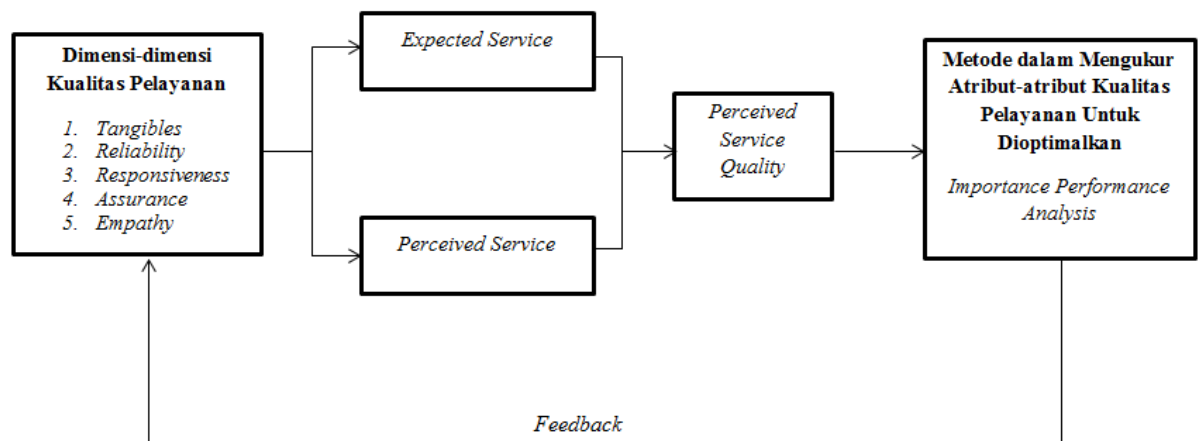 Dimensi-dimensi
Kualitas Pelayanan
1. Tangibles
2. Reliability
3. Responsiveness
4. Assurance
5. Empathy
Expected Service
Perceived Service
Perceived
Service
Quality
Metode dalam Mengukur
Atribut-atribut Kualitas
Pelayanan Untuk
Dioptimalkan
Importance Performance
Analysis
Feedback